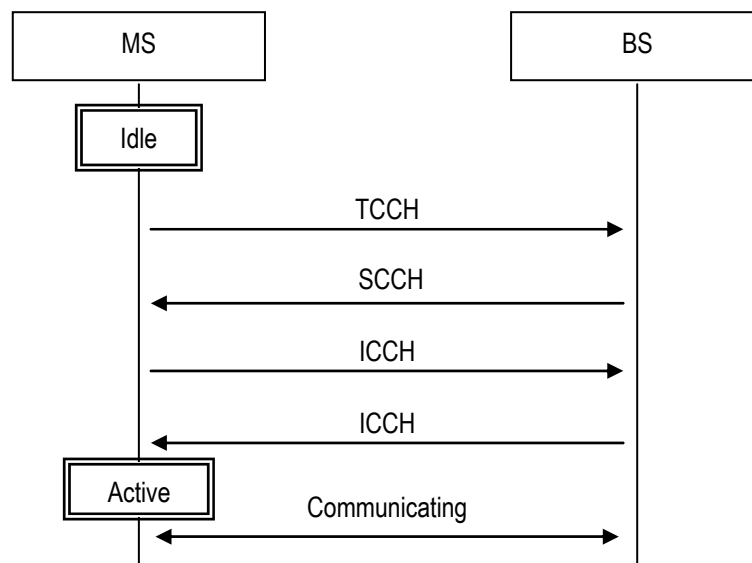 MS
BS
Idle
TCCH
SCCH
ICCH
ICCH
Active
Communicating